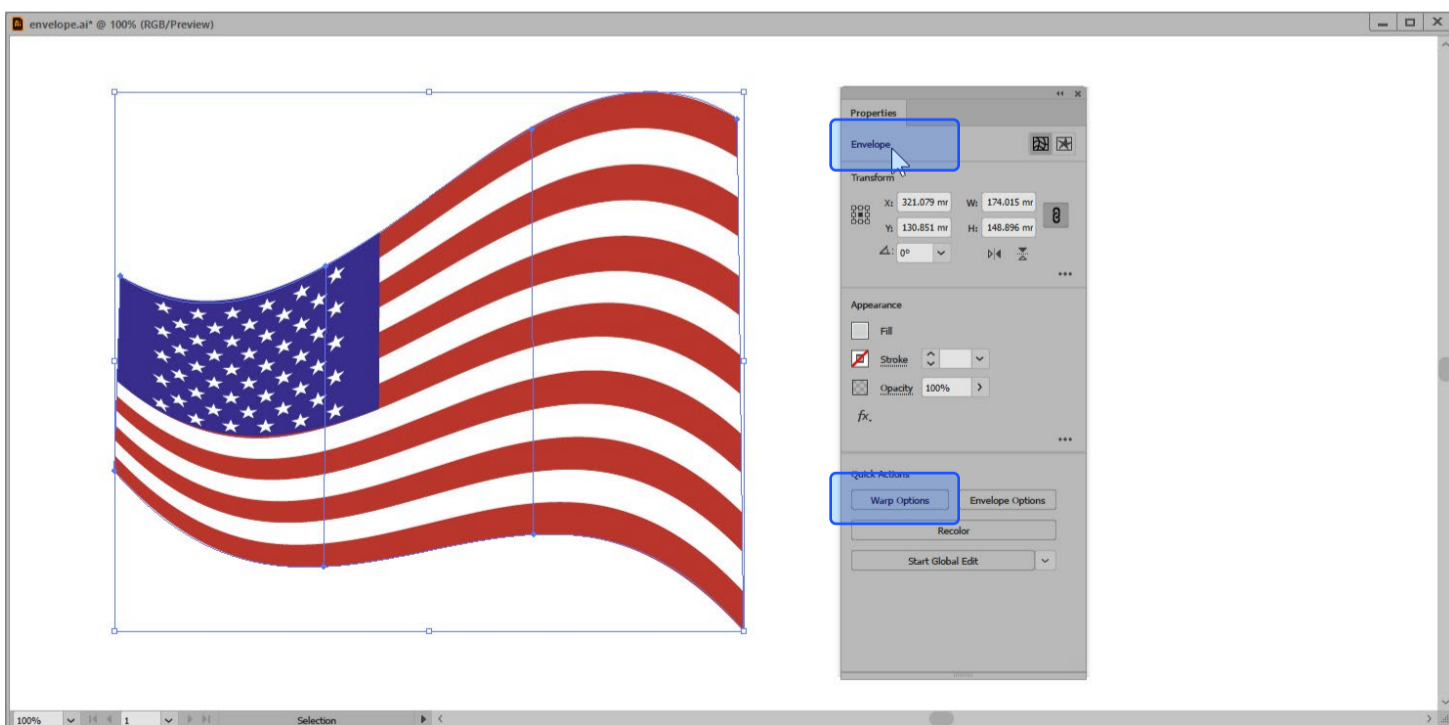 envelope.ai* @ 100% (RGB/Preview)
Properties
Envelope
Transform
X: 321.079 mr W: 174.015 mr
Y: 130.851 mr H: 148.896 mr
0°
Appearance
Fill
Stroke
Opacity 100%
fx.
Quick Actions
Warp Options Envelope Options
Recolor
Start Global Edit
100% 1 Selection